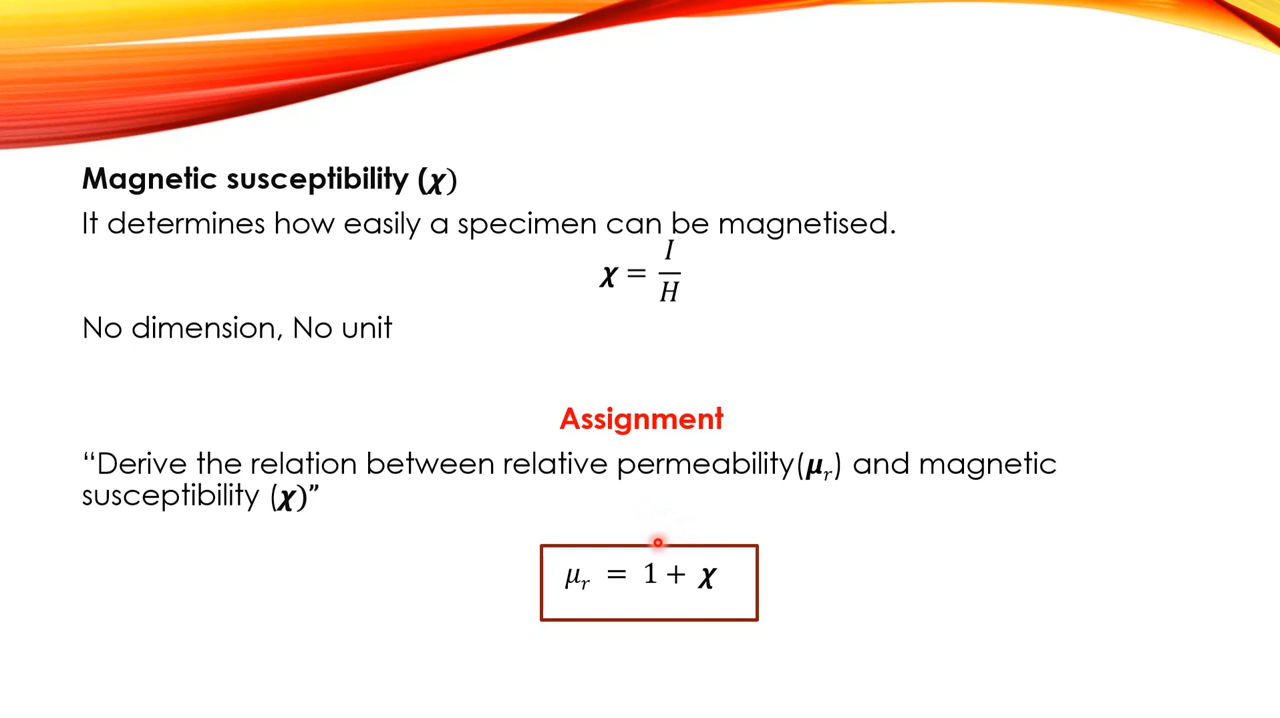 Magnetic susceptibility (χ)
It determines how easily a specimen can be magnetised.
χ = I/H
No dimension, No unit
Assignment
“Derive the relation between relative permeability(μᵣ) and magnetic
susceptibility (χ)”
μᵣ = 1 + χ